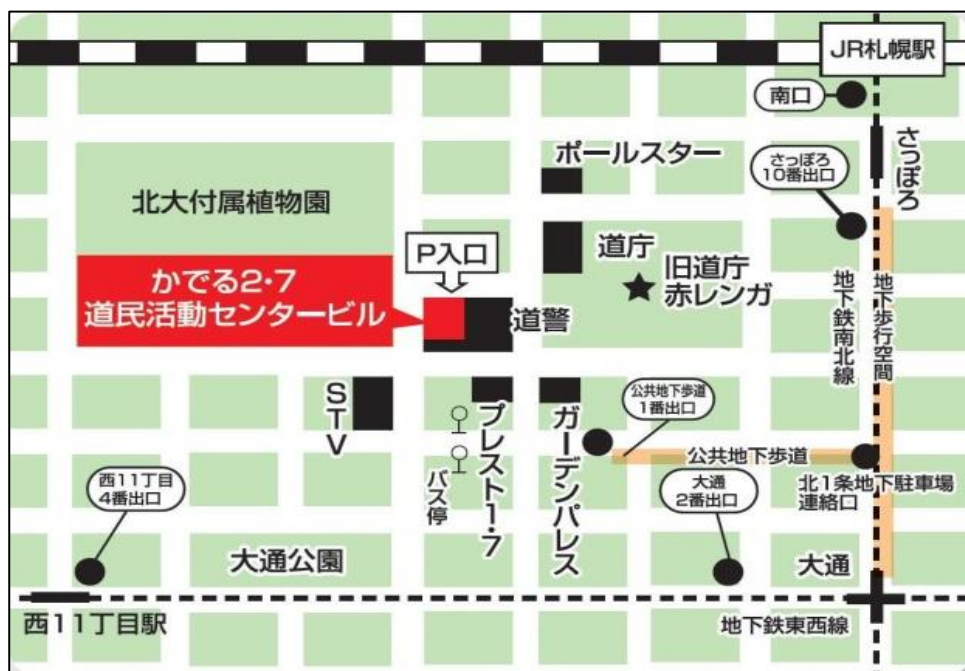 JR札幌駅
南口
さっぽろ
ポールスター
さっぽろ
10番出口
北大付属植物園
P入口
道庁
旧道庁
赤レンガ
かでる2・7
道民活動センタービル
道警
地下鉄南北線
地下歩行空間
STV
プレスト1・7
ガーデンパレス
バス停
公共地下歩道
1番出口
公共地下歩道
西11丁目
4番出口
大通
2番出口
北1条地下駐車場
連絡口
大通公園
大通
西11丁目駅
地下鉄東西線